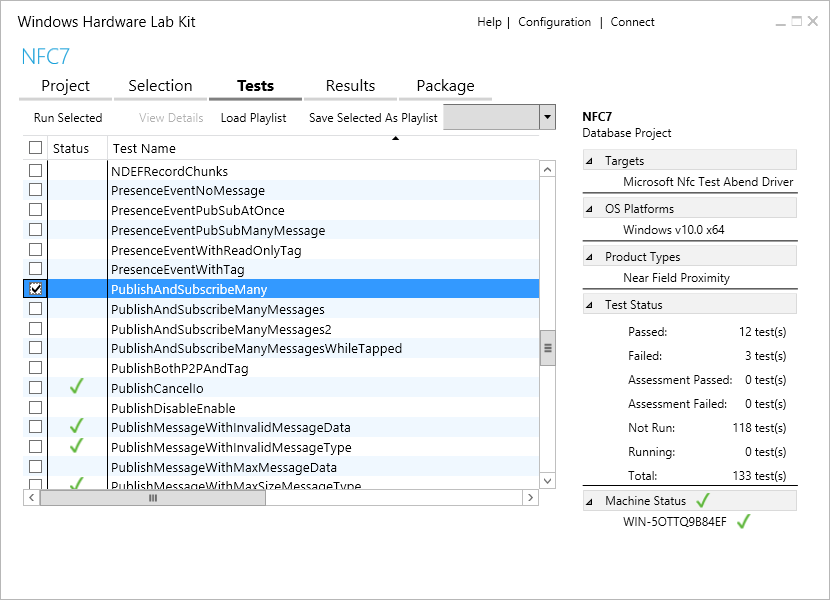 Windows Hardware Lab Kit
Help | Configuration | Connect
NFC7
Project Selection Tests Results Package
Run Selected View Details Load Playlist Save Selected As Playlist
Status Test Name
NDEFRecordChunks
PresenceEventNoMessage
PresenceEventPubSubAtOnce
PresenceEventPubSubManyMessage
PresenceEventWithReadOnlyTag
PresenceEventWithTag
PublishAndSubscribeMany
PublishAndSubscribeManyMessages
PublishAndSubscribeManyMessages2
PublishAndSubscribeManyMessagesWhileTapped
PublishBothP2PAndTag
PublishCancelIo
PublishDisableEnable
PublishMessageWithInvalidMessageData
PublishMessageWithInvalidMessageType
PublishMessageWithMaxMessageData
PublishMessageWithMaxSizeMessageType
NFC7
Database Project
Targets
Microsoft Nfc Test Abend Driver
OS Platforms
Windows v10.0 x64
Product Types
Near Field Proximity
Test Status
Passed: 12 test(s)
Failed: 3 test(s)
Assessment Passed: 0 test(s)
Assessment Failed: 0 test(s)
Not Run: 118 test(s)
Running: 0 test(s)
Total: 133 test(s)
Machine Status
WIN-5OTTQ9B84EF